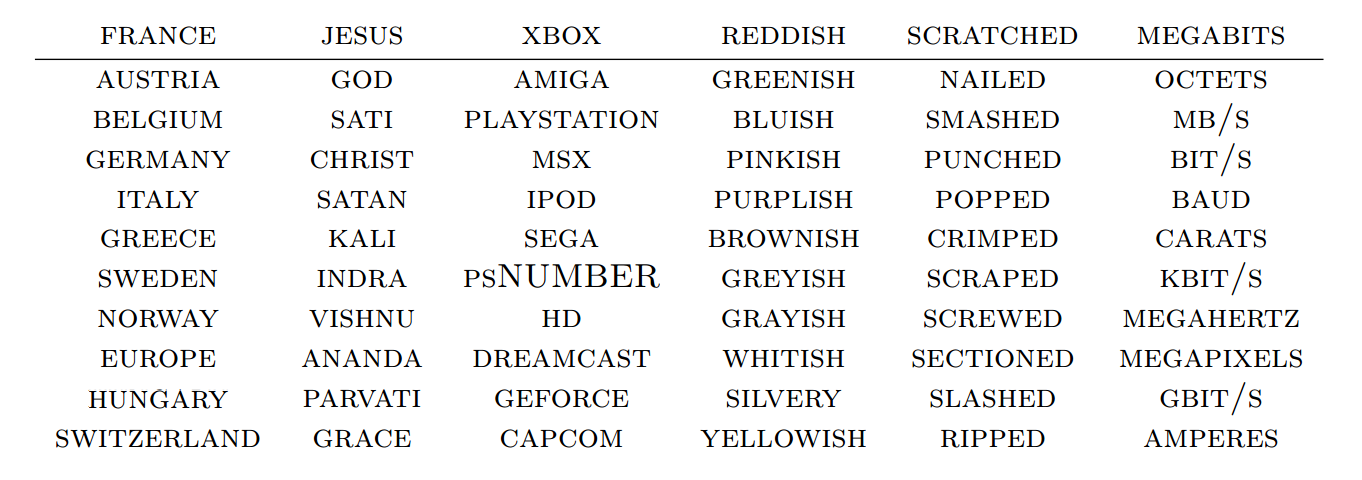 FRANCE JESUS XBOX REDDISH SCRATCHED MEGABITS
AUSTRIA GOD AMIGA GREENISH NAILED OCTETS
BELGIUM SATI PLAYSTATION BLUISH SMASHED MB/S
GERMANY CHRIST MSX PINKISH PUNCHED BIT/S
ITALY SATAN IPOD PURPLISH POPPED BAUD
GREECE KALI SEGA BROWNISH CRIMPED CARATS
SWEDEN INDRA PSNUMBER GREYISH SCRAPED KBIT/S
NORWAY VISHNU HD GRAYISH SCREWED MEGAHERTZ
EUROPE ANANDA DREAMCAST WHITISH SECTIONED MEGAPIXELS
HUNGARY PARVATI GEFORCE SILVERY SLASHED GBIT/S
SWITZERLAND GRACE CAPCOM YELLOWISH RIPPED AMPERES